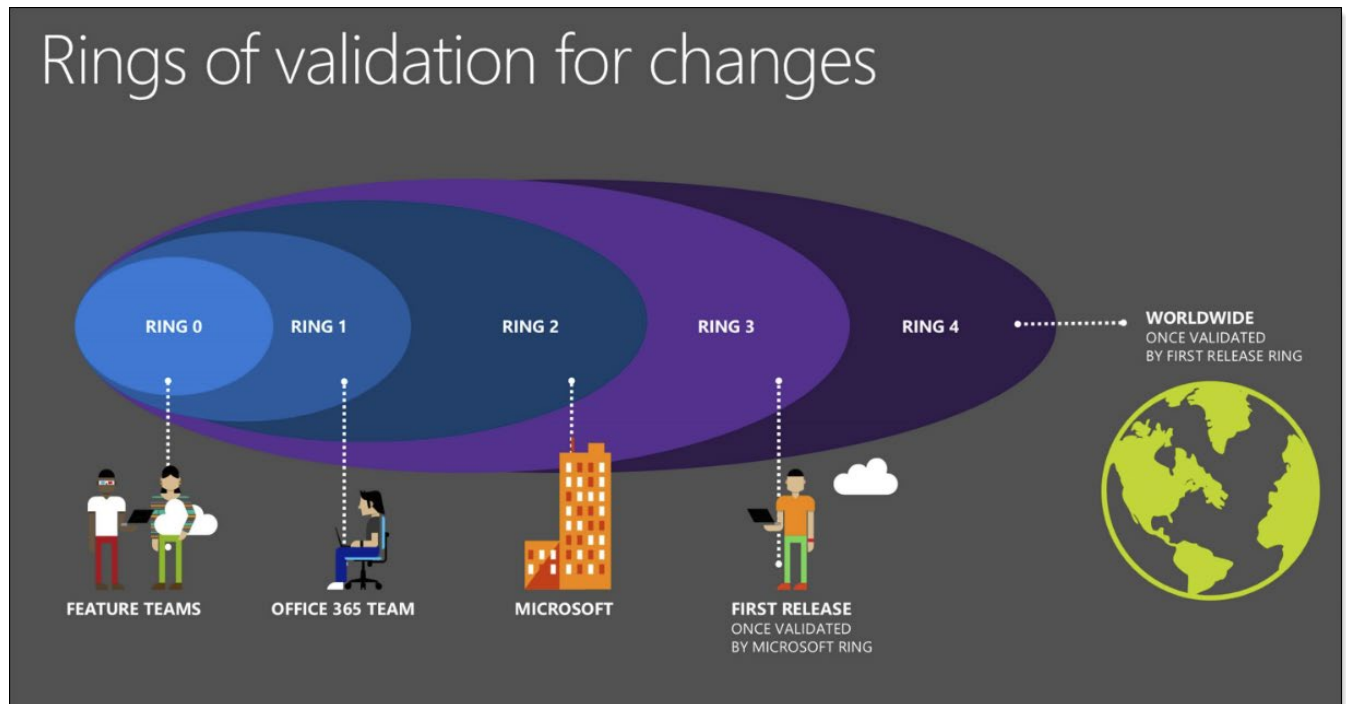 Rings of validation for changes
RING 0
RING 1
RING 2
RING 3
RING 4
WORLDWIDE
ONCE VALIDATED
BY FIRST RELEASE RING
FEATURE TEAMS
OFFICE 365 TEAM
MICROSOFT
FIRST RELEASE
ONCE VALIDATED
BY MICROSOFT RING